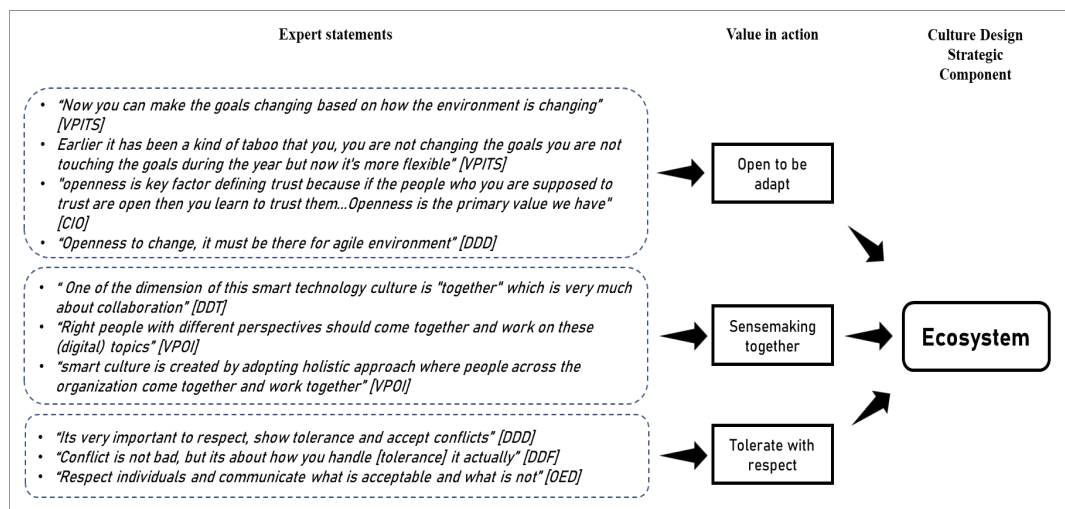 Expert statements
Value in action
Culture Design
Strategic
Component
• “Now you can make the goals changing based on how the environment is changing”
[VPITS]
• Earlier it has been a kind of taboo that you, you are not changing the goals you are not
touching the goals during the year but now it's more flexible” [VPITS]
• "openness is key factor defining trust because if the people who you are supposed to
trust are open then you learn to trust them...Openness is the primary value we have"
[CIO]
• “Openness to change, it must be there for agile environment” [DDD]
Open to be
adapt
• “ One of the dimension of this smart technology culture is "together" which is very much
about collaboration” [DDT]
• “Right people with different perspectives should come together and work on these
(digital) topics” [VPOI]
• “smart culture is created by adopting holistic approach where people across the
organization come together and work together” [VPOI]
Sensemaking
together
Ecosystem
• “Its very important to respect, show tolerance and accept conflicts” [DDD]
• “Conflict is not bad, but its about how you handle [tolerance] it actually” [DDF]
• “Respect individuals and communicate what is acceptable and what is not” [OED]
Tolerate with
respect